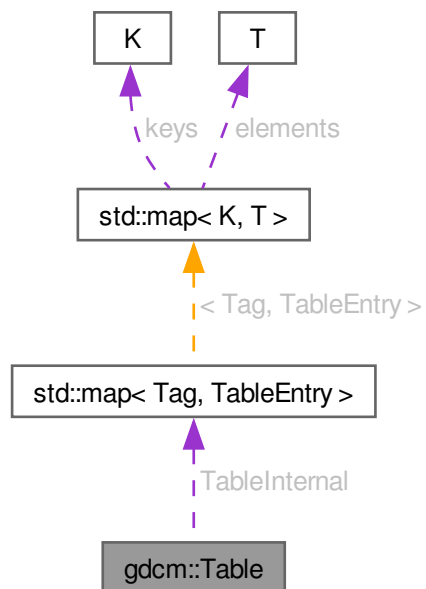 K
T
keys
elements
std::map< K, T >
< Tag, TableEntry >
std::map< Tag, TableEntry >
TableInternal
gdcm::Table